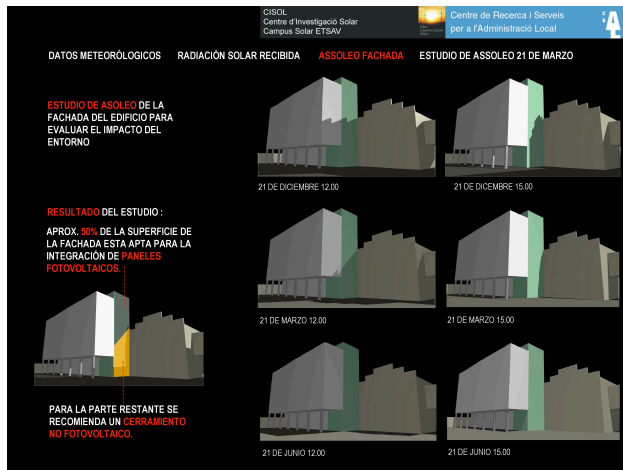 CISOL
Centre d'Investigació Solar
Campus Solar ETSAV
Centre de Recerca i Serveis
per a l'Administració Local
DATOS METEORÓLOGICOS RADIACIÓN SOLAR RECIBIDA ASSOLEO FACHADA ESTUDIO DE ASSOLEO 21 DE MARZO
ESTUDIO DE ASOLEO DE LA
FACHADA DEL EDIFICIO PARA
EVALUAR EL IMPACTO DEL
ENTORNO
21 DE DICIEMBRE 12.00
21 DE DICEMBRE 15.00
RESULTADO DEL ESTUDIO :
APROX. 50% DE LA SUPERFICIE DE
LA FACHADA ESTA APTA PARA LA
INTEGRACIÓN DE PANELES
FOTOVOLTAICOS.
21 DE MARZO 12.00
21 DE MARZO 15.00
PARA LA PARTE RESTANTE SE
RECOMIENDA UN CERRAMIENTO
NO FOTOVOLTAICO.
21 DE JUNIO 12.00
21 DE JUNIO 15.00